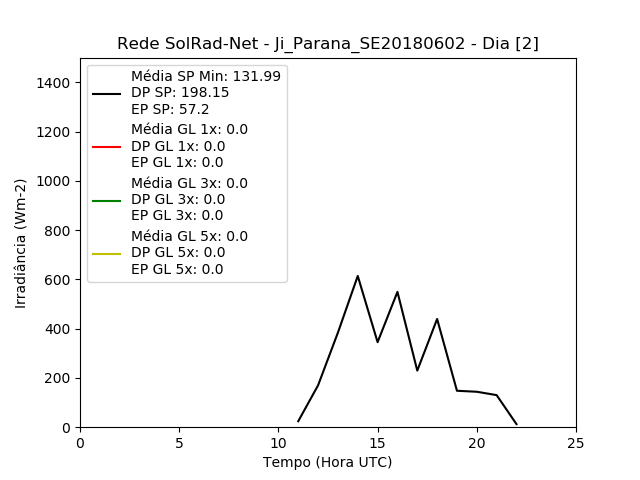 Rede SolRad-Net - Ji_Parana_SE20180602 - Dia [2]
Média SP Min: 131.99
DP SP: 198.15
EP SP: 57.2
Média GL 1x: 0.0
DP GL 1x: 0.0
EP GL 1x: 0.0
Média GL 3x: 0.0
DP GL 3x: 0.0
EP GL 3x: 0.0
Média GL 5x: 0.0
DP GL 5x: 0.0
EP GL 5x: 0.0
1400
1200
1000
800
600
400
200
0
Irradiância (Wm-2)
0 5 10 15 20 25
Tempo (Hora UTC)